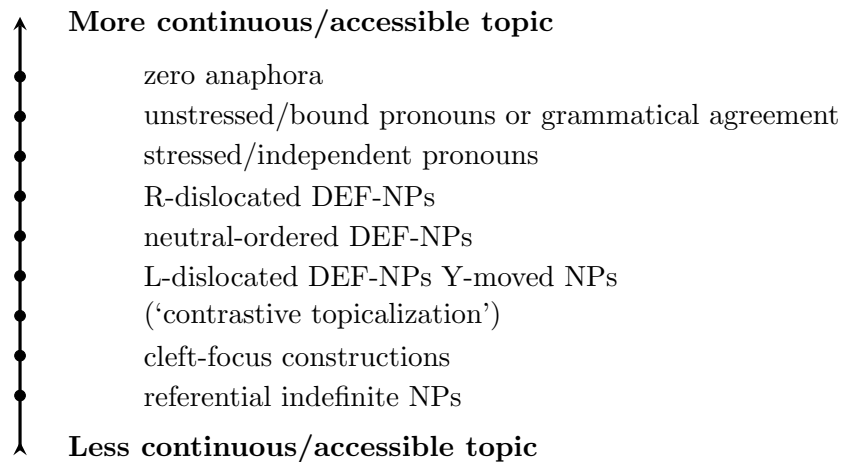 More continuous/accessible topic
zero anaphora
unstressed/bound pronouns or grammatical agreement
stressed/independent pronouns
R-dislocated DEF-NPs
neutral-ordered DEF-NPs
L-dislocated DEF-NPs Y-moved NPs
(‘contrastive topicalization’)
cleft-focus constructions
referential indefinite NPs
Less continuous/accessible topic